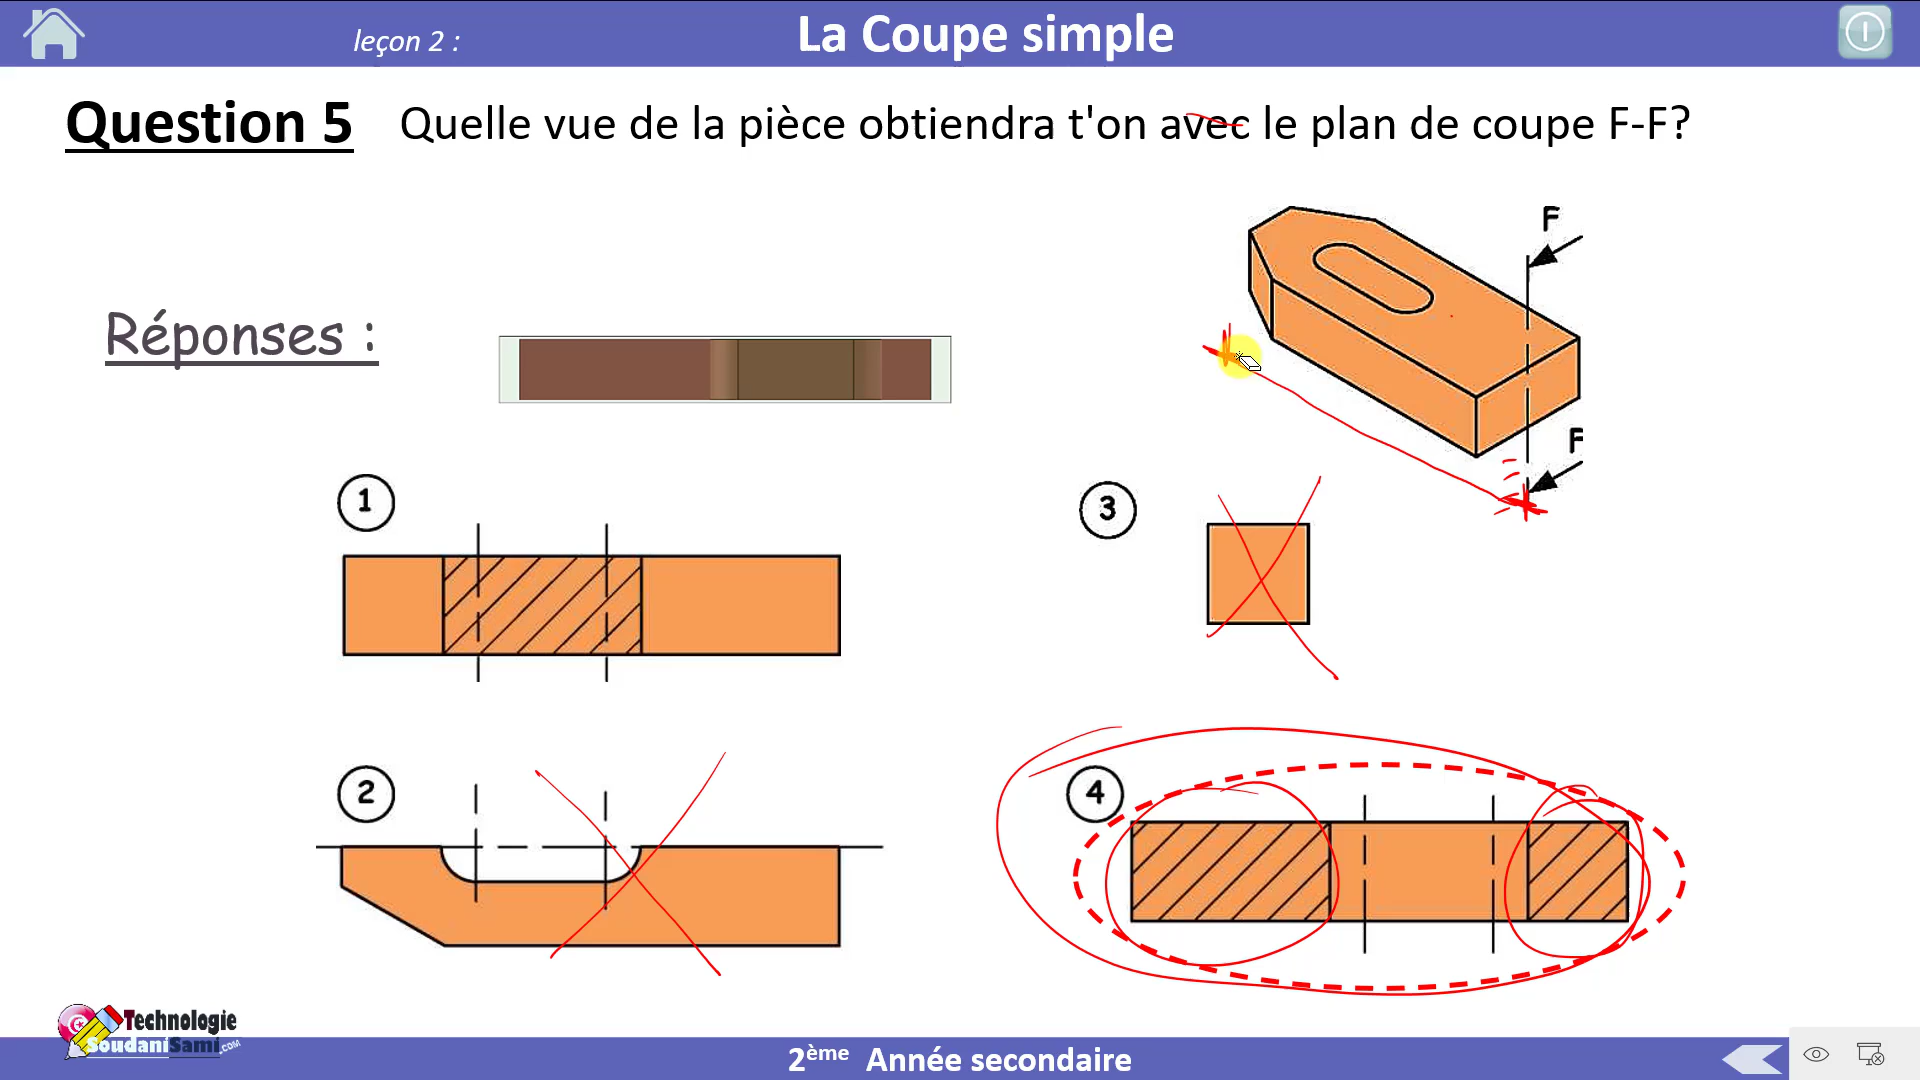 leçon 2 :
La Coupe simple
Question 5 Quelle vue de la pièce obtiendra t'on avec le plan de coupe F-F?
F
Réponses :
F
1
3
2
4
Technologie
SoudaniSami.COM
2ème Année secondaire